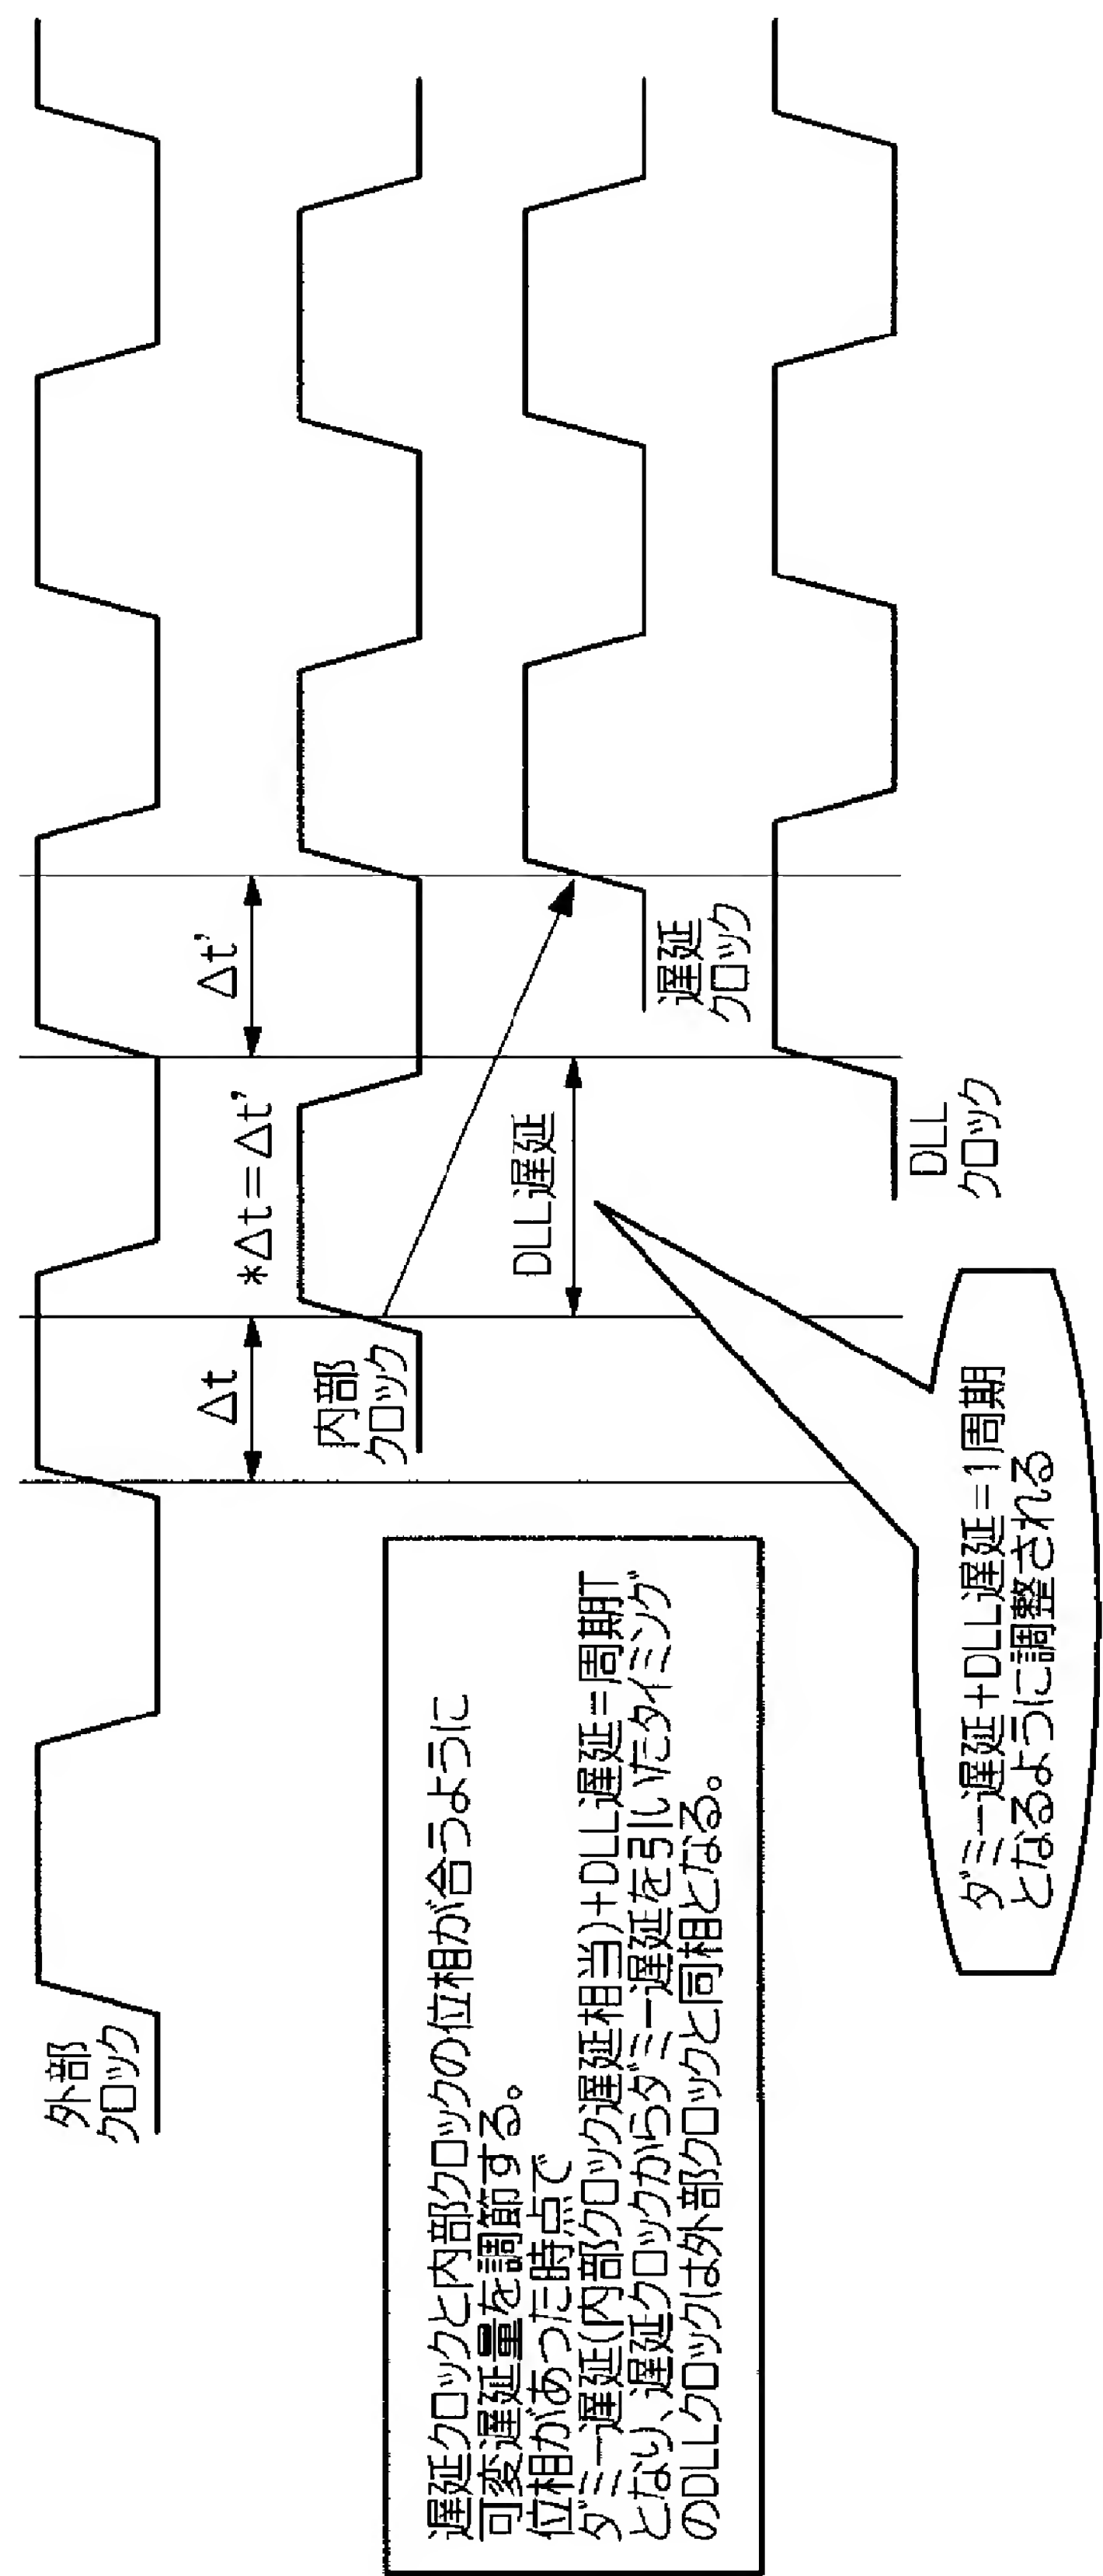 外部
クロック
Δt
Δt'
*Δt=Δt'
内部
クロック
DLL遅延
遅延
クロック
DLL
クロック
遅延クロックと内部クロックの位相が合うように
可変遅延量を調節する。
位相があった時点で
ダミー遅延(内部クロック遅延相当)+DLL遅延=周期T
となり、遅延クロックからダミー遅延を引いたタイミング
のDLLクロックは外部クロックと同相となる。
ダミー遅延+DLL遅延=1周期
となるように調整される